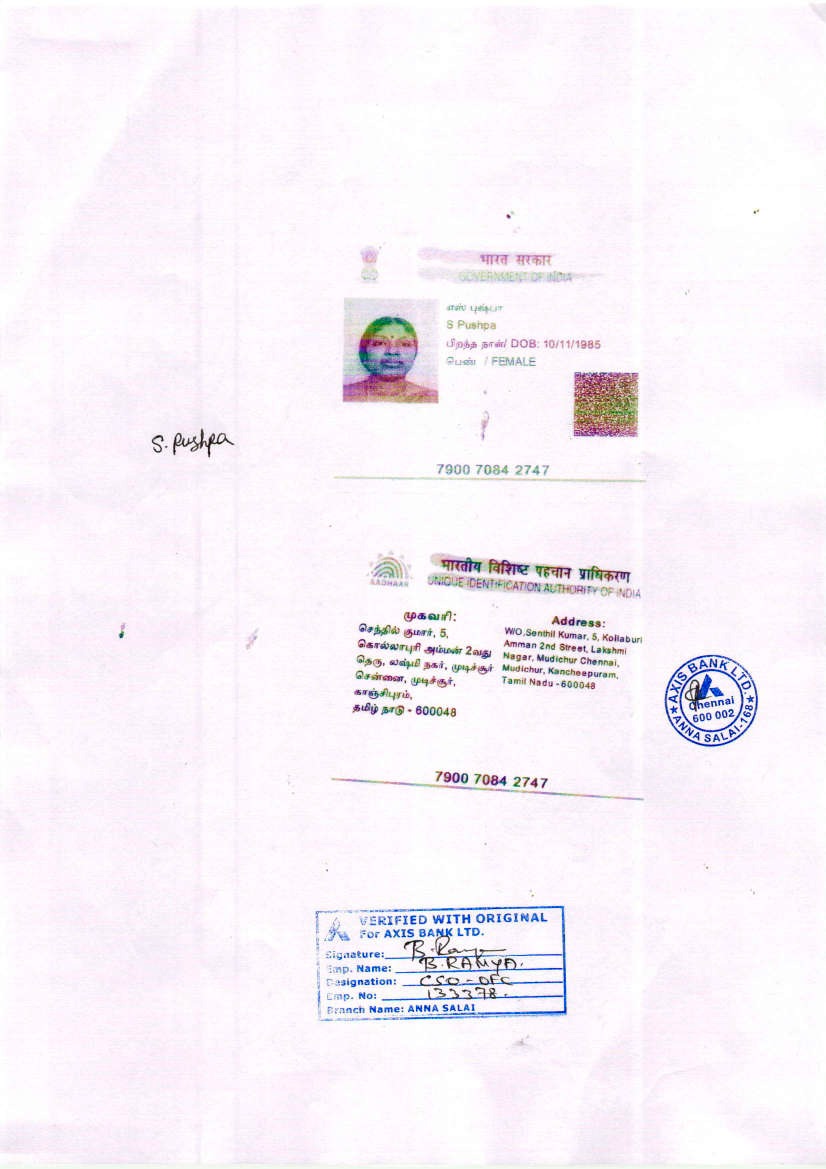 भारत सरकार
GOVERNMENT OF INDIA
எஸ் புஷ்பா
S Pushpa
பிறந்த நாள்/ DOB: 10/11/1985
பெண் / FEMALE
S. Pushpa
7900 7084 2747
भारतीय विशिष्ट पहचान प्राधिकरण
UNIQUE IDENTIFICATION AUTHORITY OF INDIA
AADHAAR
முகவரி:
செந்தில் குமார், 5,
கொல்லாபுரி அம்மன் 2வது
தெரு, லஷ்மி நகர், முடிச்சூர்
சென்னை, முடிச்சூர்,
காஞ்சிபுரம்,
தமிழ் நாடு - 600048
Address:
W/O,Senthil Kumar, 5, Kollaburi
Amman 2nd Street, Lakshmi
Nagar, Mudichur Chennai,
Mudichur, Kancheepuram,
Tamil Nadu - 600048
AXIS BANK LTD.
Chennai
600 002
ANNA SALAI-168
7900 7084 2747
VERIFIED WITH ORIGINAL
For AXIS BANK LTD.
Signature:
Emp. Name: B.RAMYA.
Designation: CSO-OFC
Emp. No: 133378.
Branch Name: ANNA SALAI